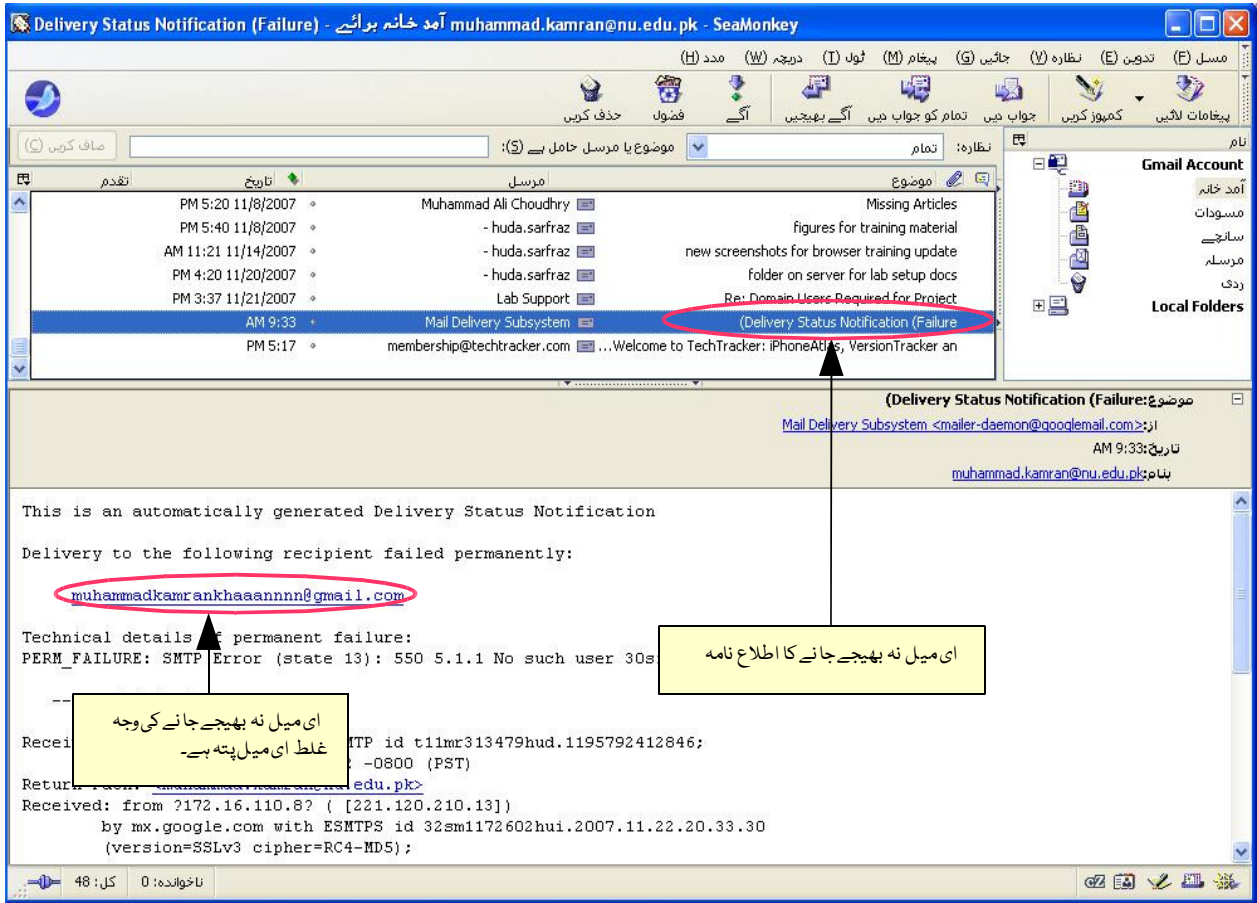 Delivery Status Notification (Failure) - آمد خانہ برائے muhammad.kamran@nu.edu.pk - SeaMonkey
مسل (F) تدوین (E) نظارہ (V) جائیں (G) پیغام (M) ٹول (T) دریچہ (W) مدد (H)
پیغامات لائیں کمپوز کریں جواب دیں تمام کو جواب دیں آگے بھیجیں آگے فضول حذف کریں
نظارہ: تمام موضوع یا مرسل حامل ہے (S): صاف کریں (C)
نام
Gmail Account
آمد خانہ
مسودات
سانچے
مرسلہ
ردی
Local Folders
موضوع مرسل تاریخ تقدم
Missing Articles Muhammad Ali Choudhry PM 5:20 11/8/2007
figures for training material - huda.sarfraz PM 5:40 11/8/2007
new screenshots for browser training update - huda.sarfraz AM 11:21 11/14/2007
folder on server for lab setup docs - huda.sarfraz PM 4:20 11/20/2007
Re: Domain Users Required for Project Lab Support PM 3:37 11/21/2007
(Delivery Status Notification (Failure Mail Delivery Subsystem AM 9:33
...Welcome to TechTracker: iPhoneAtlas, VersionTracker an membership@techtracker.com PM 5:17
موضوع: (Delivery Status Notification (Failure
از: Mail Delivery Subsystem <mailer-daemon@googlemail.com>
تاریخ: AM 9:33
بنام: muhammad.kamran@nu.edu.pk
This is an automatically generated Delivery Status Notification
Delivery to the following recipient failed permanently:
muhammadkamrankhaaannnn@gmail.com
Technical details of permanent failure:
PERM_FAILURE: SMTP Error (state 13): 550 5.1.1 No such user 30s
ای میل نہ بھیجے جانے کا اطلاع نامہ
ای میل نہ بھیجے جانے کی وجہ
غلط ای میل پتہ ہے۔
MTP id t11mr313479hud.1195792412846;
-0800 (PST)
edu.pk>
Received: from ?172.16.110.8? ( [221.120.210.13])
by mx.google.com with ESMTPS id 32sm1172602hui.2007.11.22.20.33.30
(version=SSLv3 cipher=RC4-MD5);
ناخواندہ: 0 کل: 48